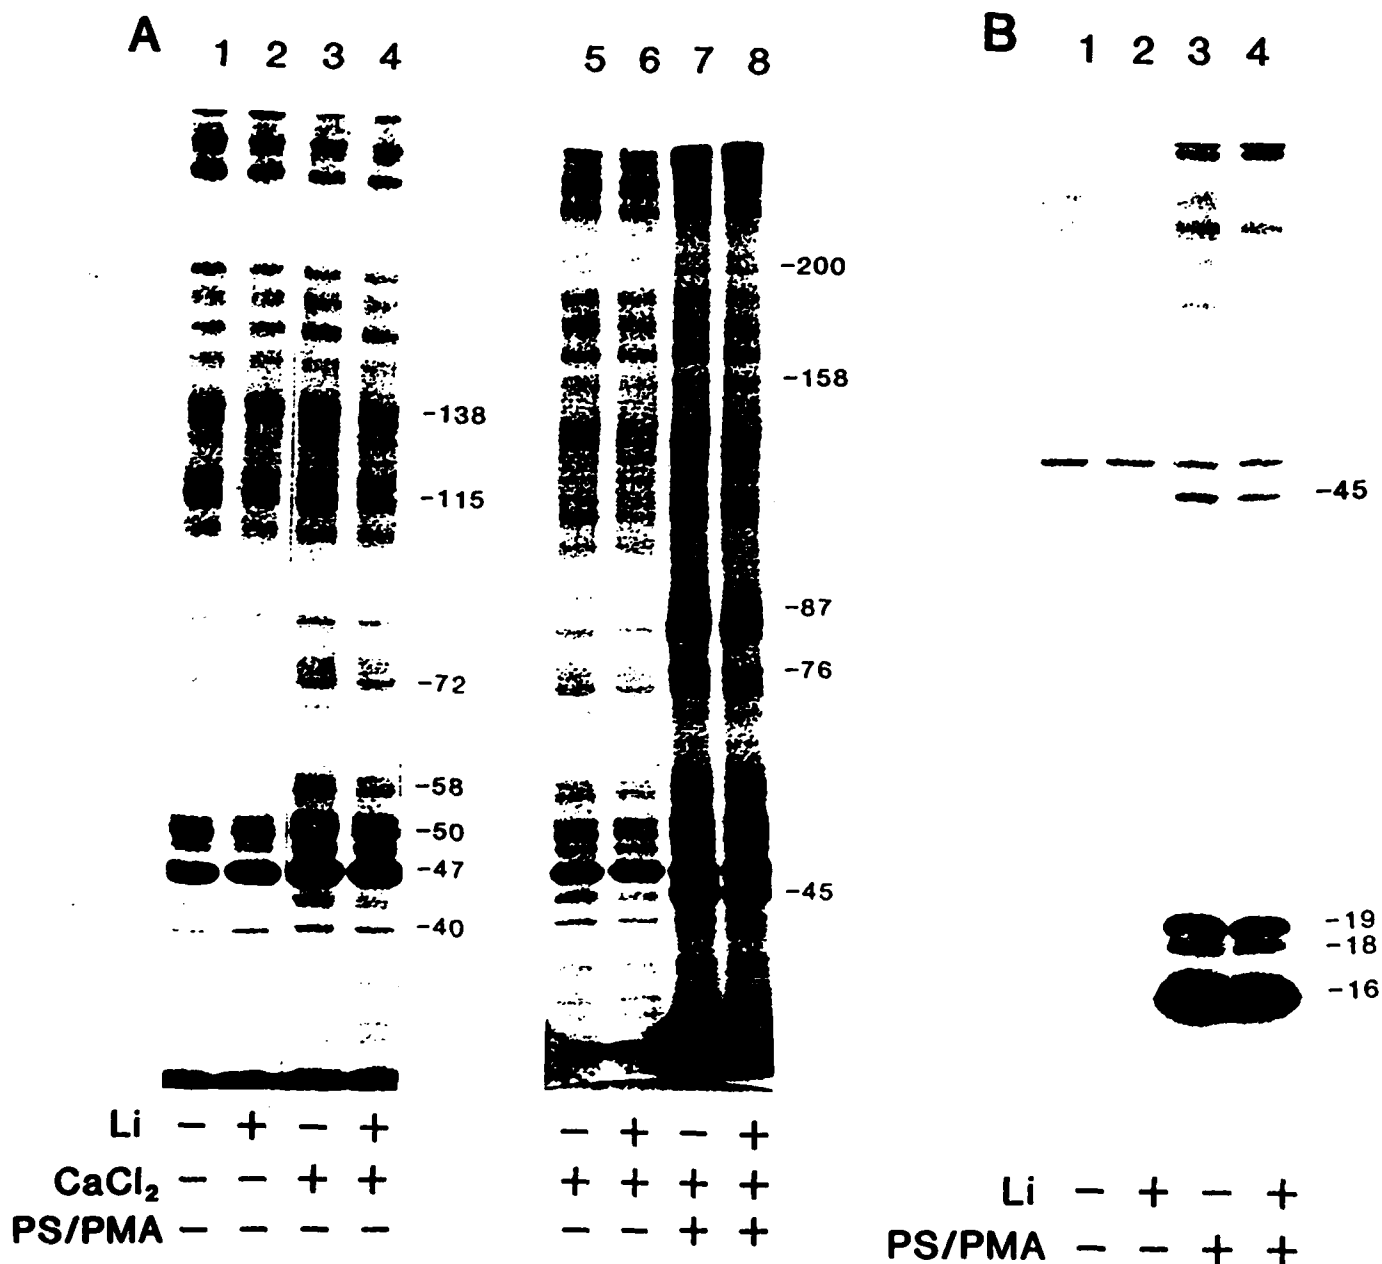 A
1 2 3 4
5 6 7 8
B
1 2 3 4
-138
-115
-72
-58
-50
-47
-40
-200
-158
-87
-76
-45
-45
-19
-18
-16
Li − + − + − + − +
CaCl₂ − − + + + + + +
PS/PMA − − − − − − + +
Li − + − +
PS/PMA − − + +